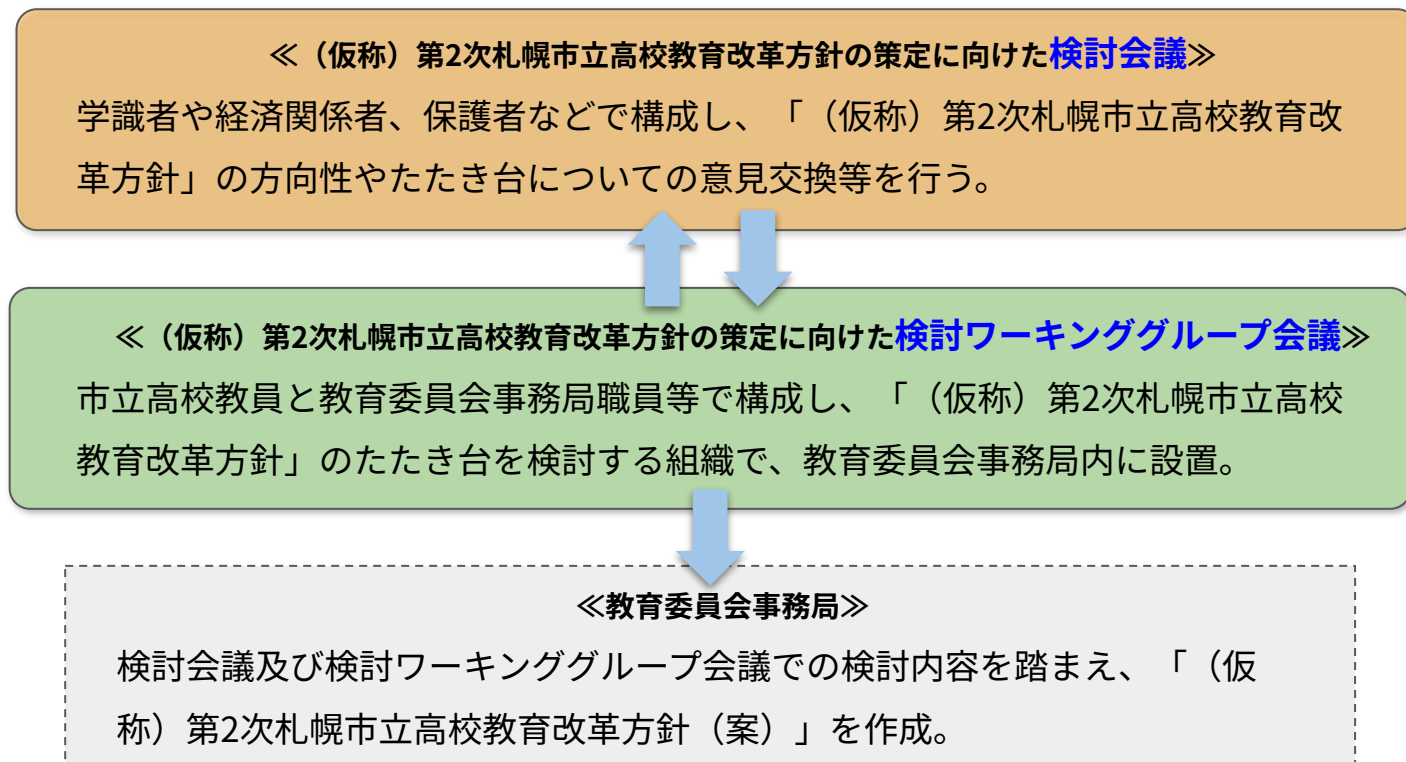 ≪（仮称）第2次札幌市立高校教育改革方針の策定に向けた検討会議≫
学識者や経済関係者、保護者などで構成し、「（仮称）第2次札幌市立高校教育改
革方針」の方向性やたたき台についての意見交換等を行う。
≪（仮称）第2次札幌市立高校教育改革方針の策定に向けた検討ワーキンググループ会議≫
市立高校教員と教育委員会事務局職員等で構成し、「（仮称）第2次札幌市立高校
教育改革方針」のたたき台を検討する組織で、教育委員会事務局内に設置。
≪教育委員会事務局≫
検討会議及び検討ワーキンググループ会議での検討内容を踏まえ、「（仮
称）第2次札幌市立高校教育改革方針（案）」を作成。